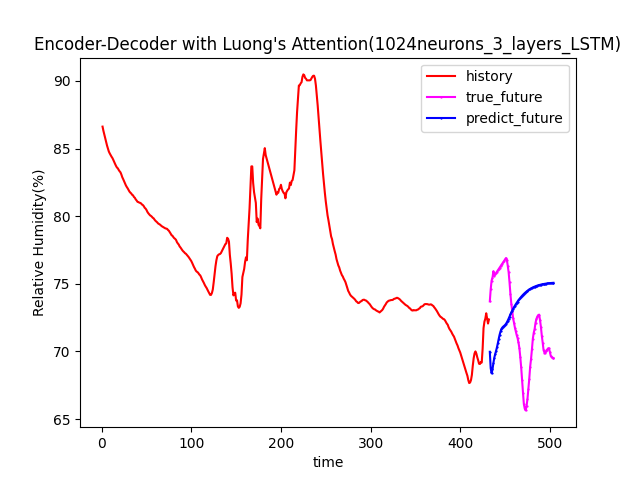 Encoder-Decoder with Luong's Attention(1024neurons_3_layers_LSTM)
history
true_future
predict_future
Relative Humidity(%)
90
85
80
75
70
65
0 100 200 300 400 500
time